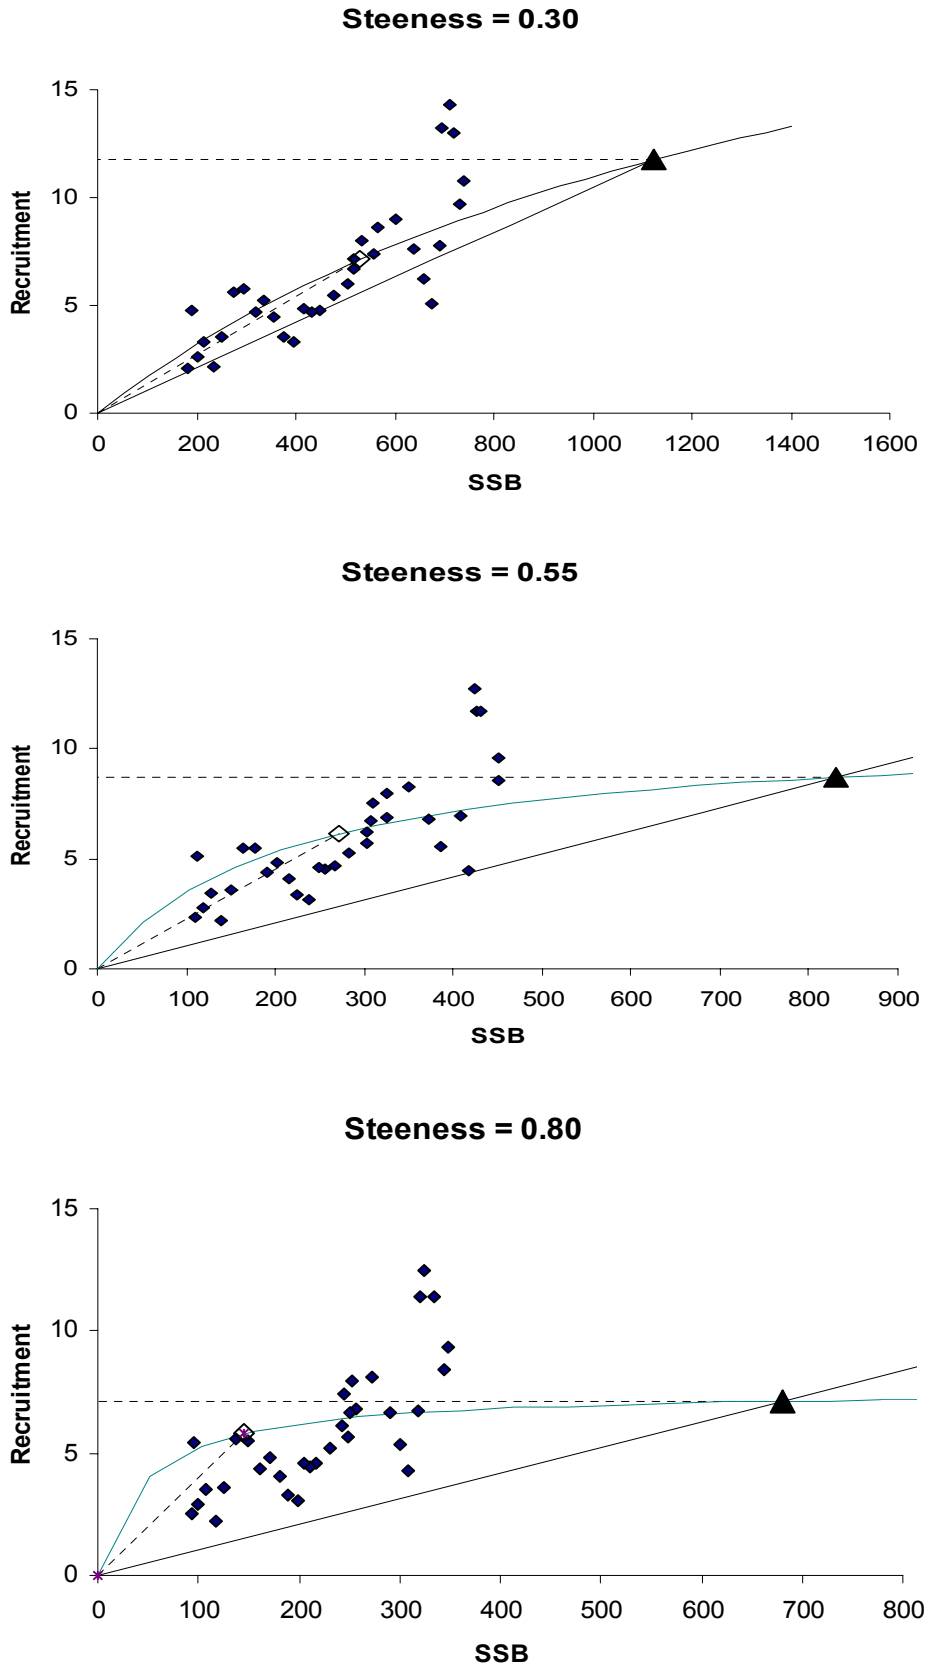 Steeness = 0.30
15
10
5
0
Recruitment
0 200 400 600 800 1000 1200 1400 1600
SSB
Steeness = 0.55
15
10
5
0
Recruitment
0 100 200 300 400 500 600 700 800 900
SSB
Steeness = 0.80
15
10
5
0
Recruitment
0 100 200 300 400 500 600 700 800
SSB